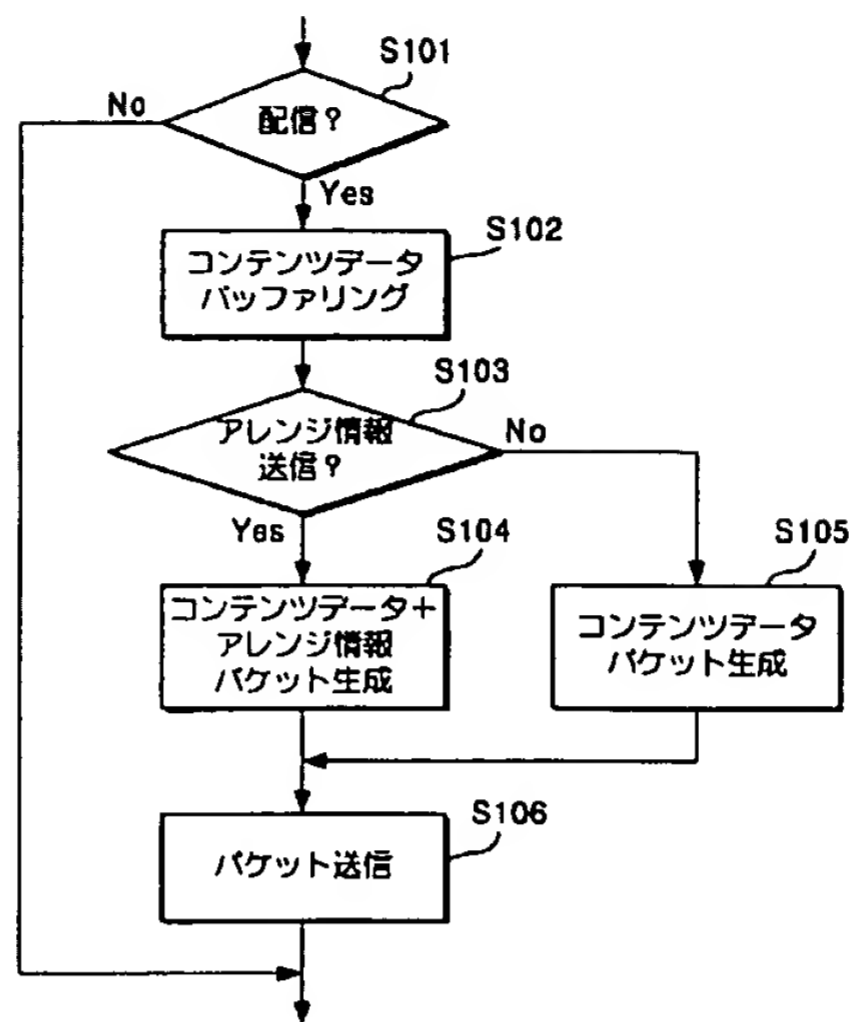 S101
No
配信?
Yes
S102
コンテンツデータ
バッファリング
S103
アレンジ情報
送信?
No
Yes
S104
S105
コンテンツデータ+
アレンジ情報
パケット生成
コンテンツデータ
パケット生成
S106
パケット送信